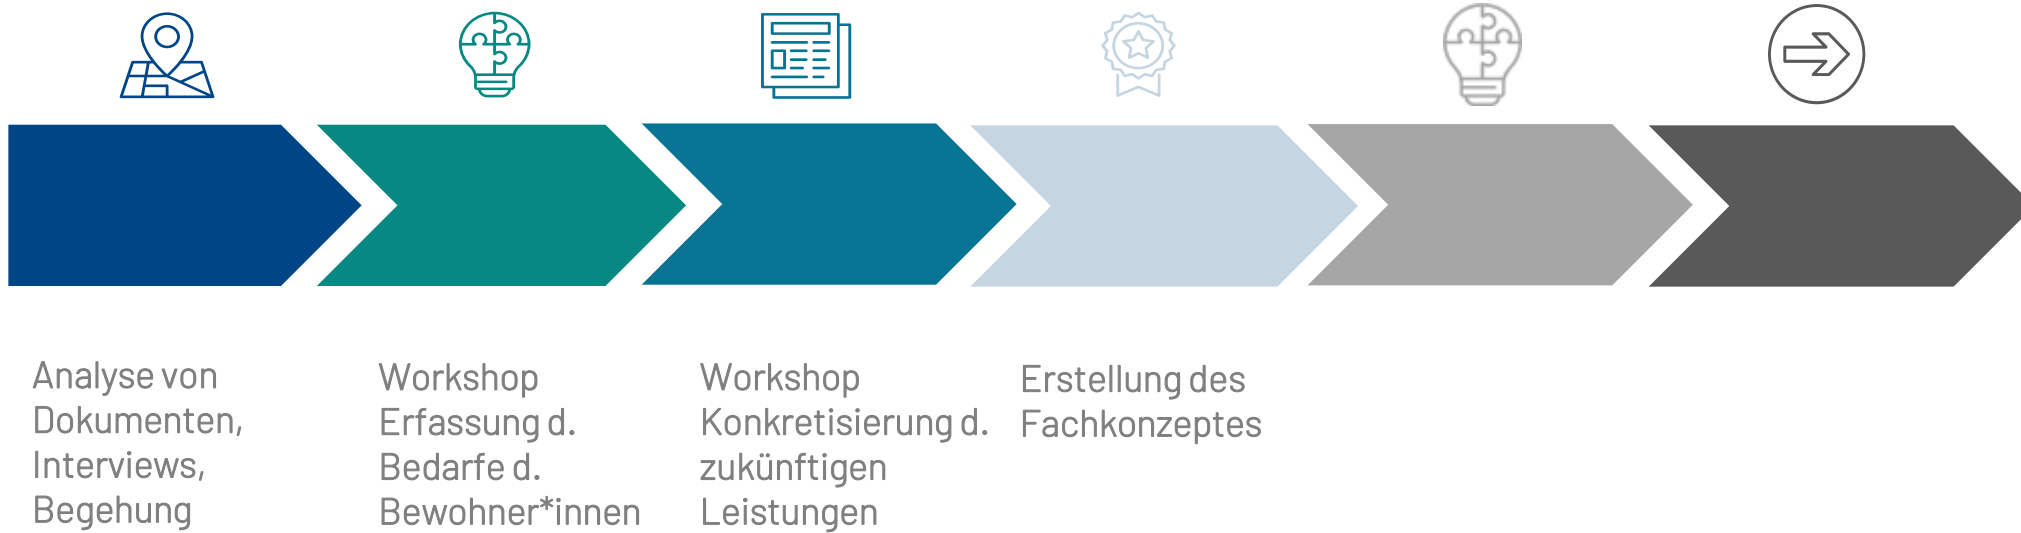 Analyse von
Dokumenten,
Interviews,
Begehung
Workshop
Erfassung d.
Bedarfe d.
Bewohner*innen
Workshop
Konkretisierung d.
zukünftigen
Leistungen
Erstellung des
Fachkonzeptes